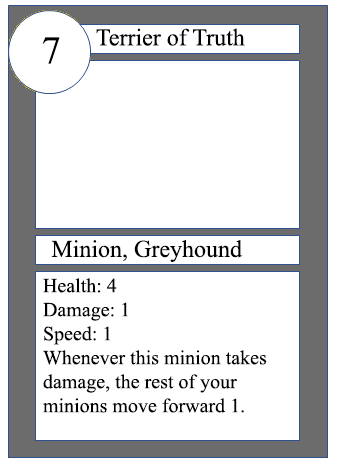 7
Terrier of Truth
Minion, Greyhound
Health: 4
Damage: 1
Speed: 1
Whenever this minion takes
damage, the rest of your
minions move forward 1.